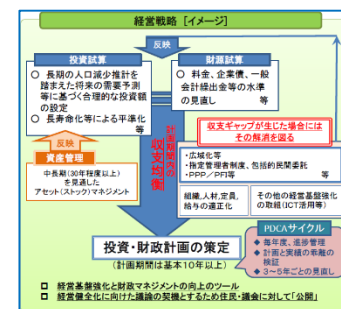 経営戦略 [イメージ]
反映
投資試算
○ 長期の人口減少推計を
踏まえた将来の需要予測
等に基づく合理的な投資額
の設定
○ 長寿命化等による平準化
等
財源試算
○ 料金、企業債、一般
会計繰出金等の水準
の見直し 等
反映
資産管理
中長期(30年程度以上)
を見通した
アセット(ストック)マネジメント
計画期間内の
収支均衡
収支ギャップが生じた場合には
その解消を図る
・広域化等
・指定管理者制度、包括的民間委託
・PPP/PFI等 等
組織,人材,定員,
給与の適正化
その他の経営基盤強化
の取組(ICT活用等)
投資・財政計画の策定
(計画期間は基本10年以上)
PDCAサイクル
◆ 毎年度、進捗管理
◆ 計画と実績の乖離の
検証
◆ 3～5年ごとの見直し
□ 経営基盤強化と財政マネジメントの向上のツール
□ 経営健全化に向けた議論の契機とするため住民・議会に対して「公開」